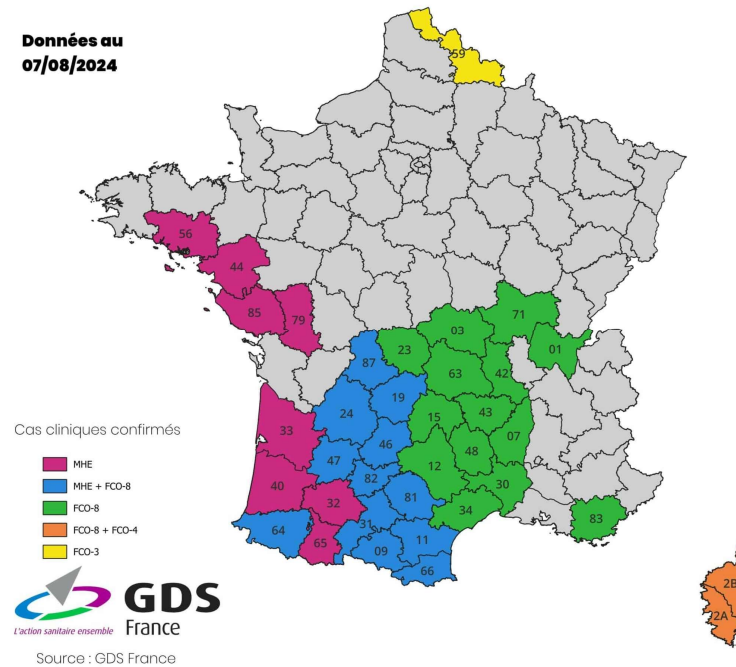 Données au
07/08/2024
59
56
44
85
79
71
03
01
23
87
63
42
19
24
15
43
33
07
46
48
47
12
82
30
40
32
81
34
83
64
31
11
65
09
66
2B
2A
Cas cliniques confirmés
MHE
MHE + FCO-8
FCO-8
FCO-8 + FCO-4
FCO-3
GDS
France
L'action sanitaire ensemble
Source : GDS France